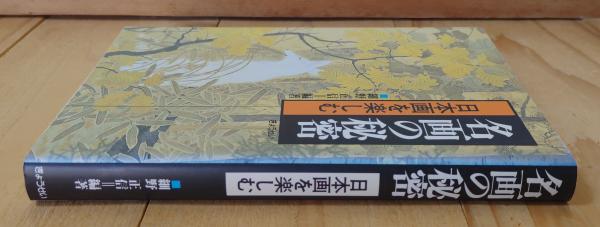 名画の秘密
日本画を楽しむ
細野正信=編著
ぎょうせい
名画の秘密
日本画を楽しむ
細野正信=編著
ぎょうせい